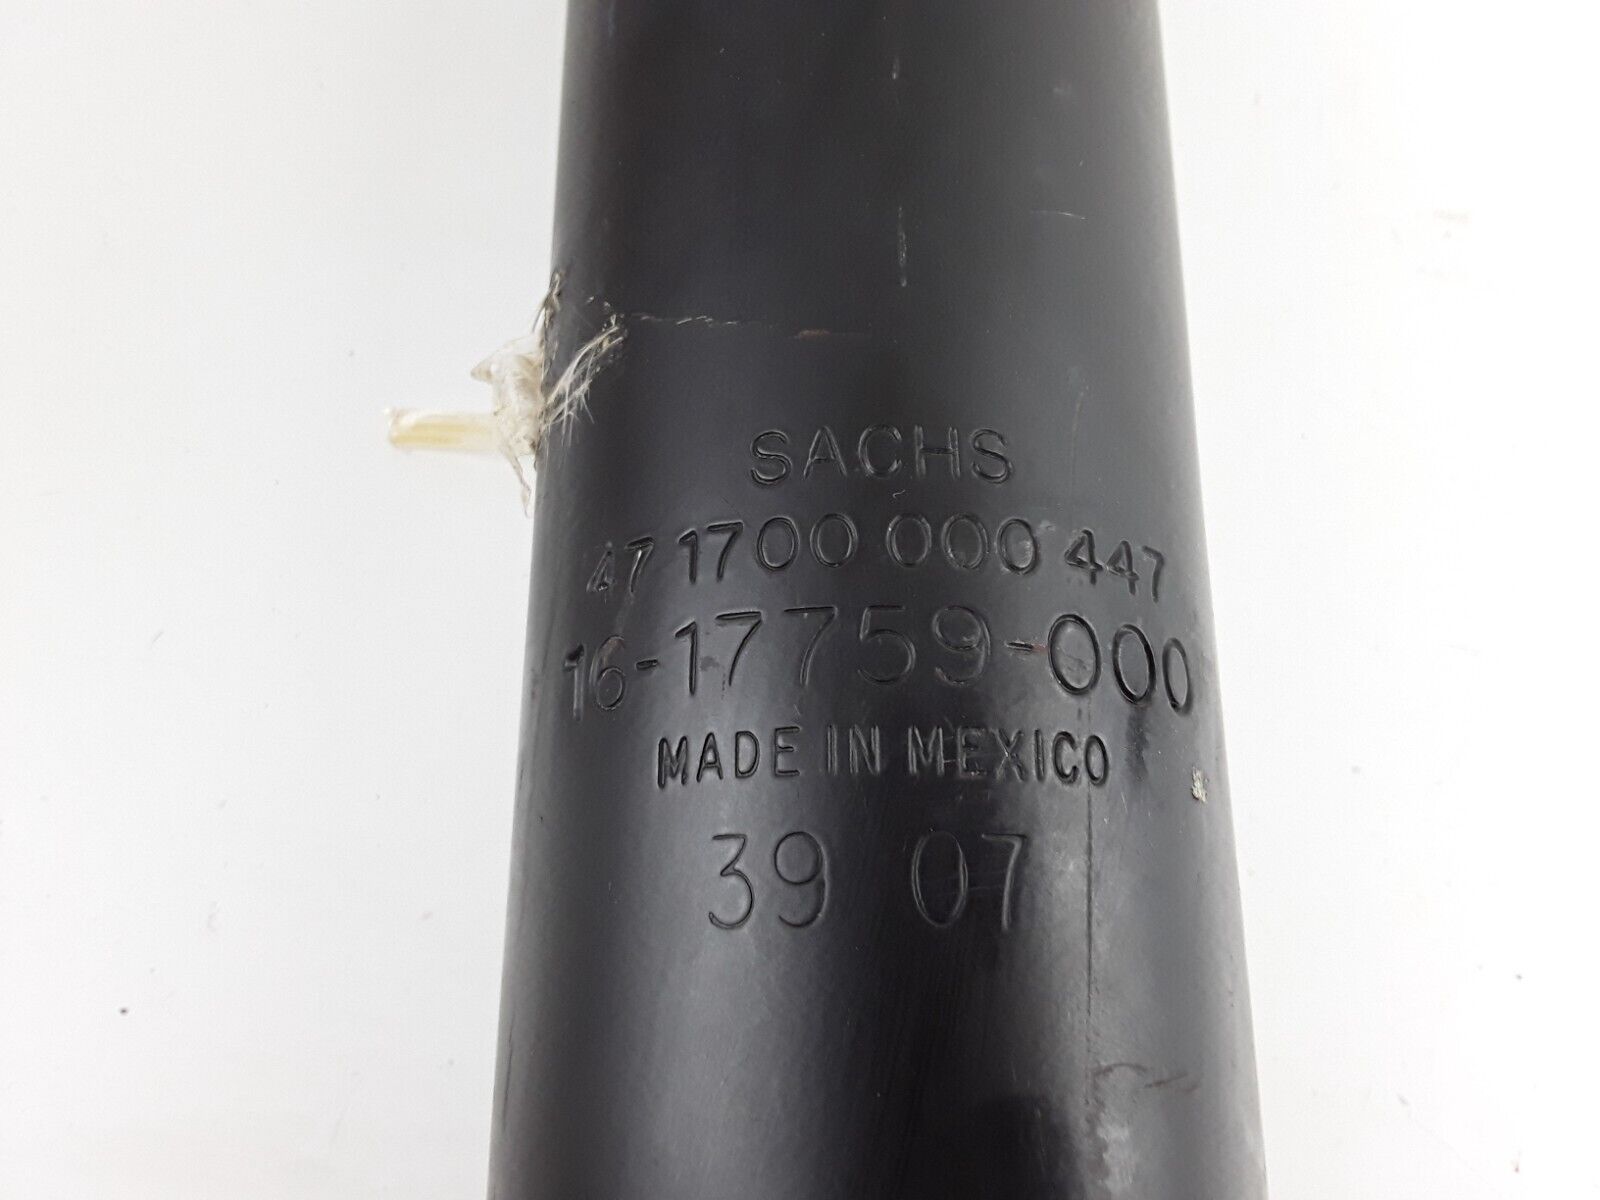 SACHS
47 1700 000 447
16-17759-000
MADE IN MEXICO
39 07